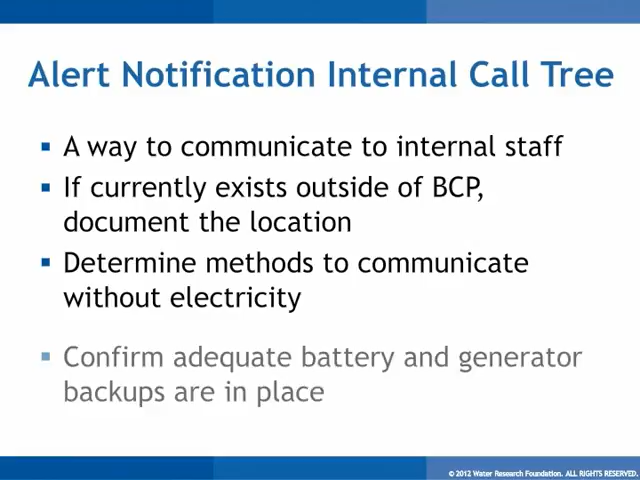 Alert Notification Internal Call Tree
▪ A way to communicate to internal staff
▪ If currently exists outside of BCP,
document the location
▪ Determine methods to communicate
without electricity
▪ Confirm adequate battery and generator
backups are in place
© 2012 Water Research Foundation. ALL RIGHTS RESERVED.